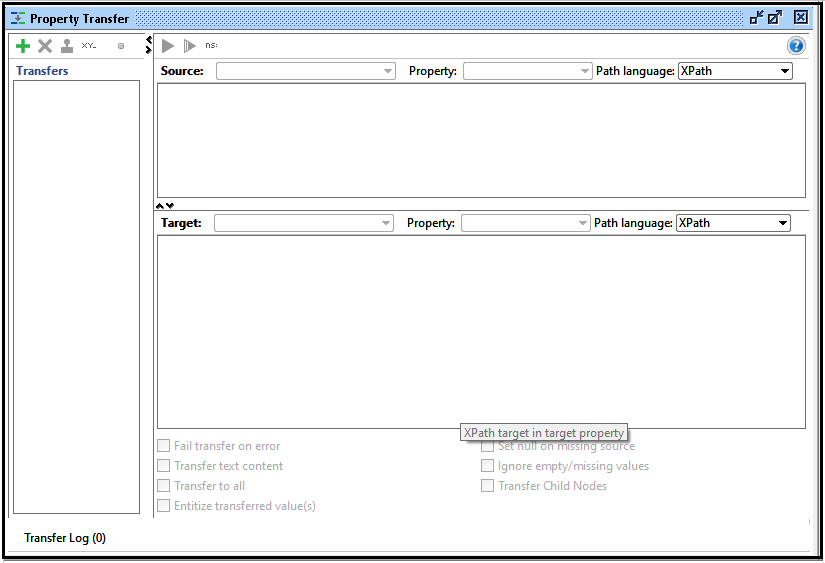 Property Transfer
XY_ ns:
Transfers
Source: Property: Path language: XPath
Target: Property: Path language: XPath
XPath target in target property
Fail transfer on error Set null on missing source
Transfer text content Ignore empty/missing values
Transfer to all Transfer Child Nodes
Entitize transferred value(s)
Transfer Log (0)